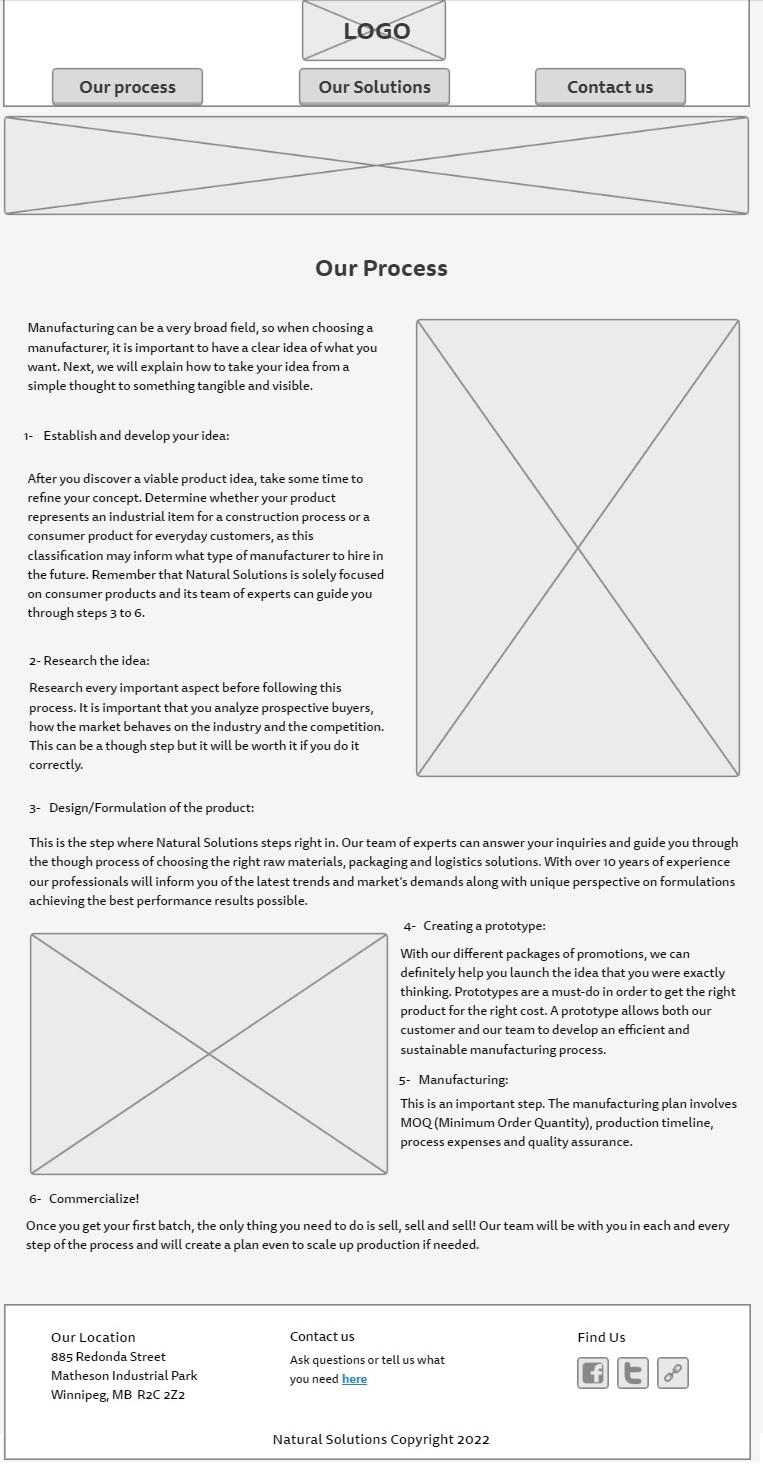 LOGO
Our process
Our Solutions
Contact us
Our Process
Manufacturing can be a very broad field, so when choosing a
manufacturer, it is important to have a clear idea of what you
want. Next, we will explain how to take your idea from a
simple thought to something tangible and visible.
1- Establish and develop your idea:
After you discover a viable product idea, take some time to
refine your concept. Determine whether your product
represents an industrial item for a construction process or a
consumer product for everyday customers, as this
classification may inform what type of manufacturer to hire in
the future. Remember that Natural Solutions is solely focused
on consumer products and its team of experts can guide you
through steps 3 to 6.
2- Research the idea:
Research every important aspect before following this
process. It is important that you analyze prospective buyers,
how the market behaves on the industry and the competition.
This can be a though step but it will be worth it if you do it
correctly.
3- Design/Formulation of the product:
This is the step where Natural Solutions steps right in. Our team of experts can answer your inquiries and guide you through
the though process of choosing the right raw materials, packaging and logistics solutions. With over 10 years of experience
our professionals will inform you of the latest trends and market's demands along with unique perspective on formulations
achieving the best performance results possible.
4- Creating a prototype:
With our different packages of promotions, we can
definitely help you launch the idea that you were exactly
thinking. Prototypes are a must-do in order to get the right
product for the right cost. A prototype allows both our
customer and our team to develop an efficient and
sustainable manufacturing process.
5- Manufacturing:
This is an important step. The manufacturing plan involves
MOQ (Minimum Order Quantity), production timeline,
process expenses and quality assurance.
6- Commercialize!
Once you get your first batch, the only thing you need to do is sell, sell and sell! Our team will be with you in each and every
step of the process and will create a plan even to scale up production if needed.
Our Location
885 Redonda Street
Matheson Industrial Park
Winnipeg, MB R2C 2Z2
Contact us
Ask questions or tell us what
you need here
Find Us
Natural Solutions Copyright 2022